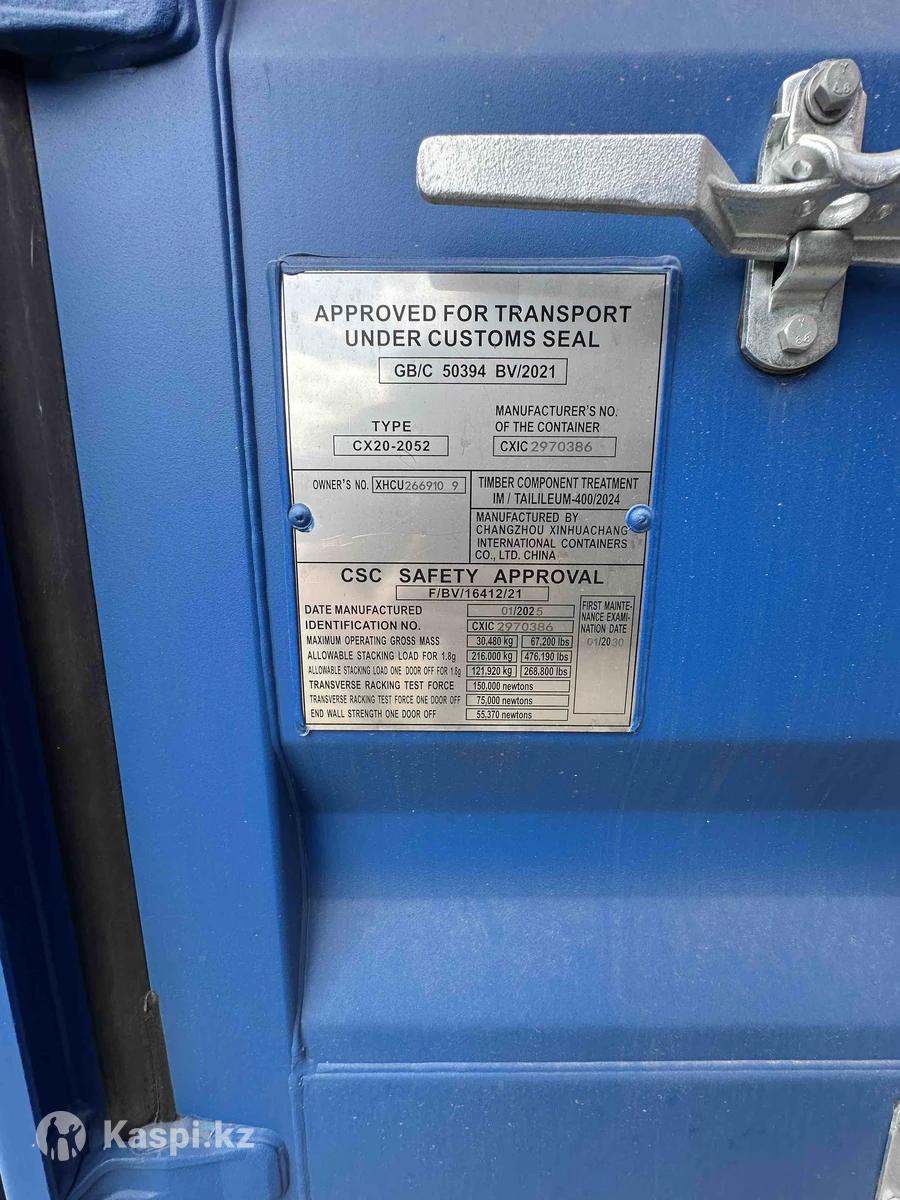 APPROVED FOR TRANSPORT
UNDER CUSTOMS SEAL
GB/C 50394 BV/2021
TYPE
CX20-2052
MANUFACTURER'S NO.
OF THE CONTAINER
CXIC 2970386
OWNER'S NO. XHCU 266910 9
TIMBER COMPONENT TREATMENT
IM / TAILILEUM-400/2024
MANUFACTURED BY
CHANGZHOU XINHUACHANG
INTERNATIONAL CONTAINERS
CO., LTD. CHINA
CSC SAFETY APPROVAL
F/BV/16412/21
DATE MANUFACTURED 01/2025
IDENTIFICATION NO. CXIC 2970386
MAXIMUM OPERATING GROSS MASS 30.480 kg 67.200 lbs
ALLOWABLE STACKING LOAD FOR 1.8g 216.000 kg 476.190 lbs
ALLOWABLE STACKING LOAD ONE DOOR OFF FOR 1.8g 121,920 kg 268.800 lbs
TRANSVERSE RACKING TEST FORCE 150.000 newtons
TRANSVERSE RACKING TEST FORCE ONE DOOR OFF 75.000 newtons
END WALL STRENGTH ONE DOOR OFF 55,370 newtons
FIRST MAINTE-
NANCE EXAMI-
NATION DATE
01/2030
Kaspi.kz